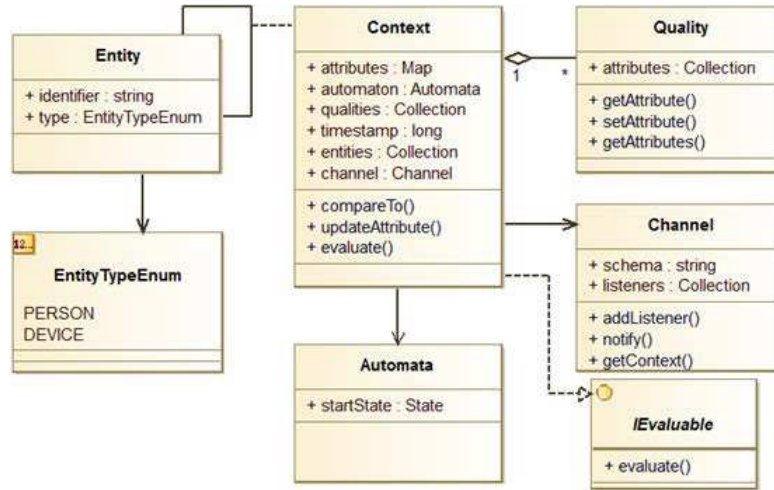 Entity
+ identifier : string
+ type : EntityTypeEnum
12...
EntityTypeEnum
PERSON
DEVICE
Context
+ attributes : Map
+ automaton : Automata
+ qualities : Collection
+ timestamp : long
+ entities : Collection
+ channel : Channel
+ compareTo()
+ updateAttribute()
+ evaluate()
1
*
Quality
+ attributes : Collection
+ getAttribute()
+ setAttribute()
+ getAttributes()
Channel
+ schema : string
+ listeners : Collection
+ addListener()
+ notify()
+ getContext()
Automata
+ startState : State
IEvaluable
+ evaluate()